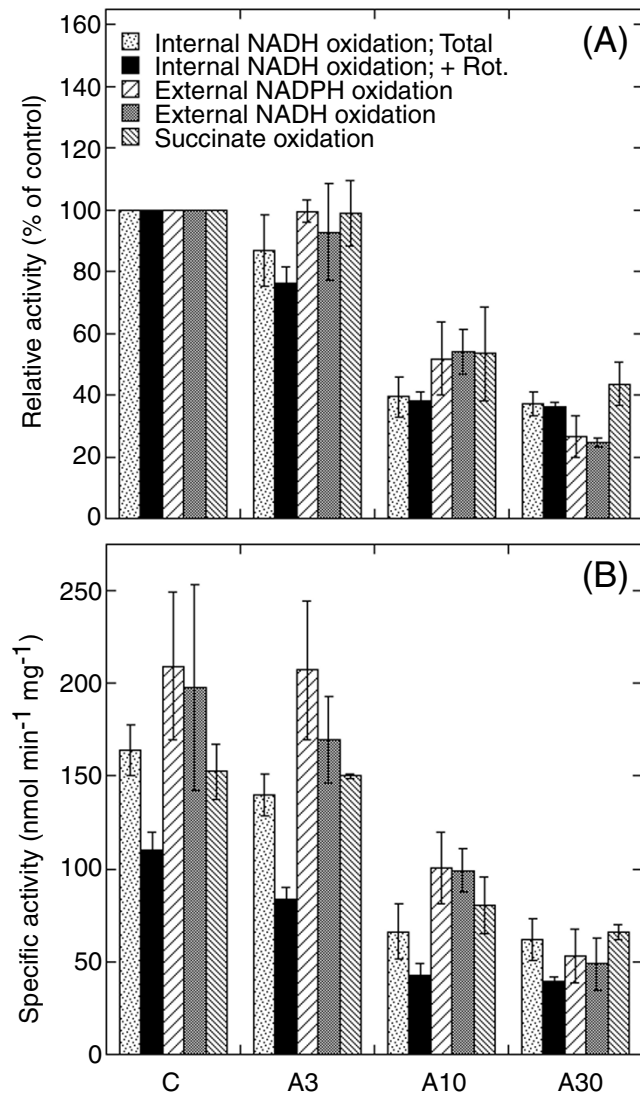 160
140
120
100
80
60
40
20
0
Relative activity (% of control)
(A)
Internal NADH oxidation; Total
Internal NADH oxidation; + Rot.
External NADPH oxidation
External NADH oxidation
Succinate oxidation
(B)
250
200
150
100
50
0
Specific activity (nmol min⁻¹ mg⁻¹)
C A3 A10 A30